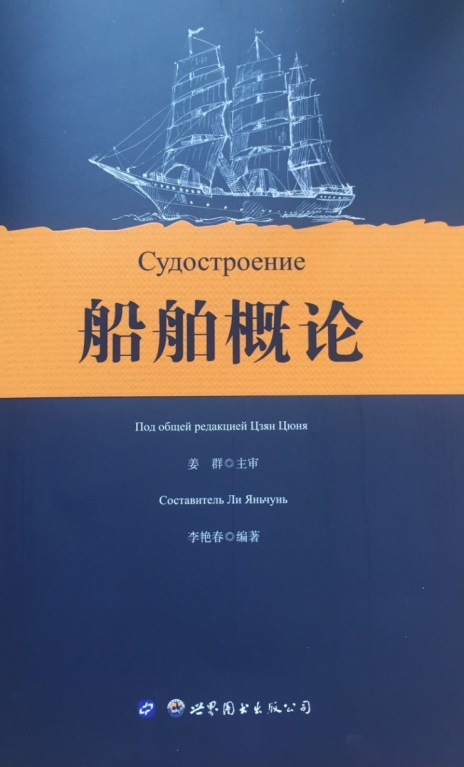 Судостроение
船舶概论
Под общей редакцией Цзян Цюня
姜 群◎主审
Составитель Ли Яньчунь
李艳春◎编著
世界图书出版公司